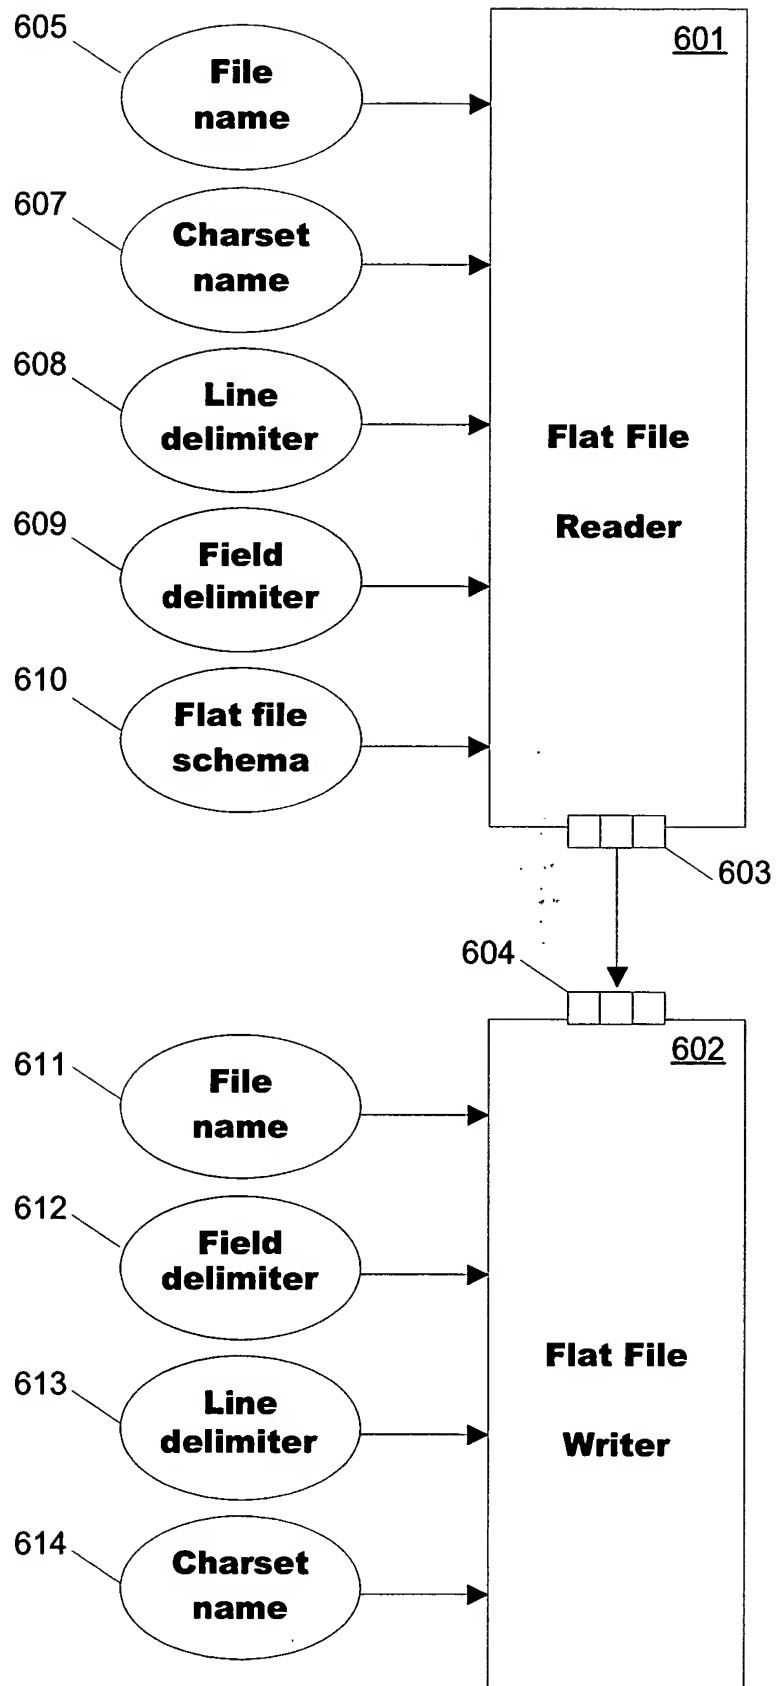 605
File
name
601
607
Charset
name
608
Line
delimiter
Flat File
Reader
609
Field
delimiter
610
Flat file
schema
603
604
602
611
File
name
612
Field
delimiter
Flat File
Writer
613
Line
delimiter
614
Charset
name